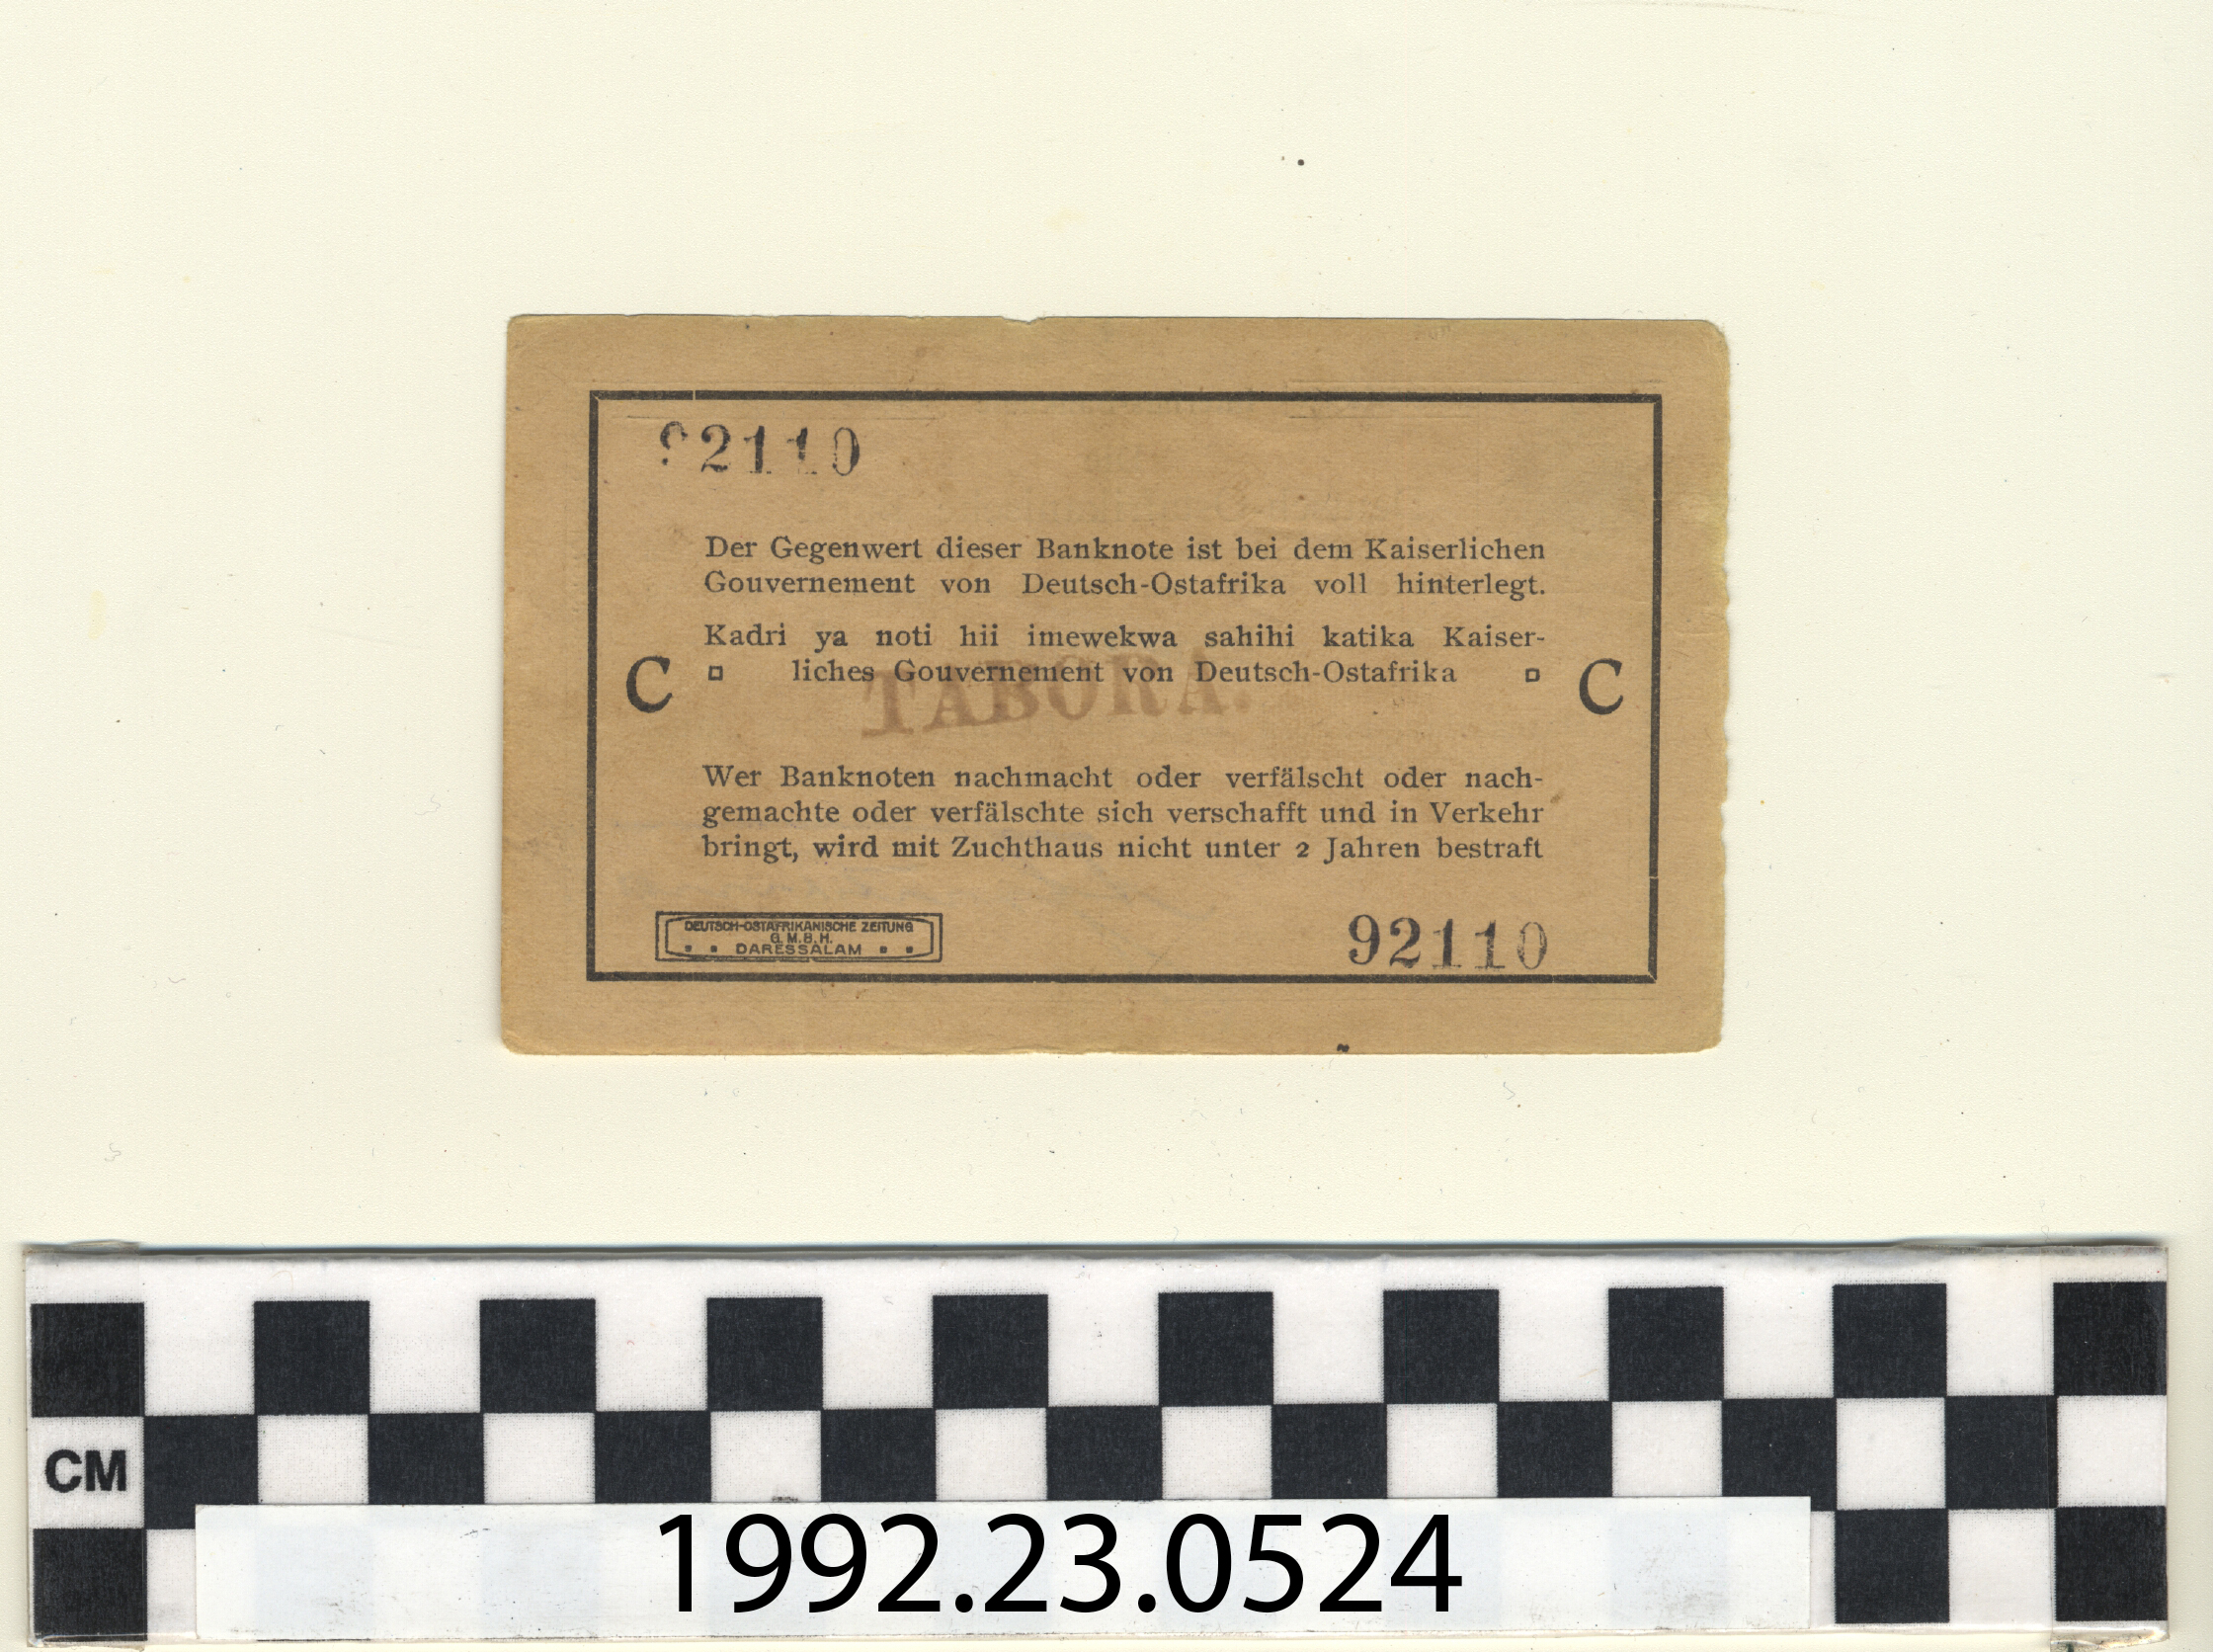 92110
Der Gegenwert dieser Banknote ist bei dem Kaiserlichen
Gouvernement von Deutsch-Ostafrika voll hinterlegt.
Kadri ya noti hii imewekwa sahihi katika Kaiser-
liches Gouvernement von Deutsch-Ostafrika
C
C
TABORA.
Wer Banknoten nachmacht oder verfälscht oder nach-
gemachte oder verfälschte sich verschafft und in Verkehr
bringt, wird mit Zuchthaus nicht unter 2 Jahren bestraft
DEUTSCH-OSTAFRIKANISCHE ZEITUNG
G.M.B.H.
DARESSALAM
92110
CM
1992.23.0524